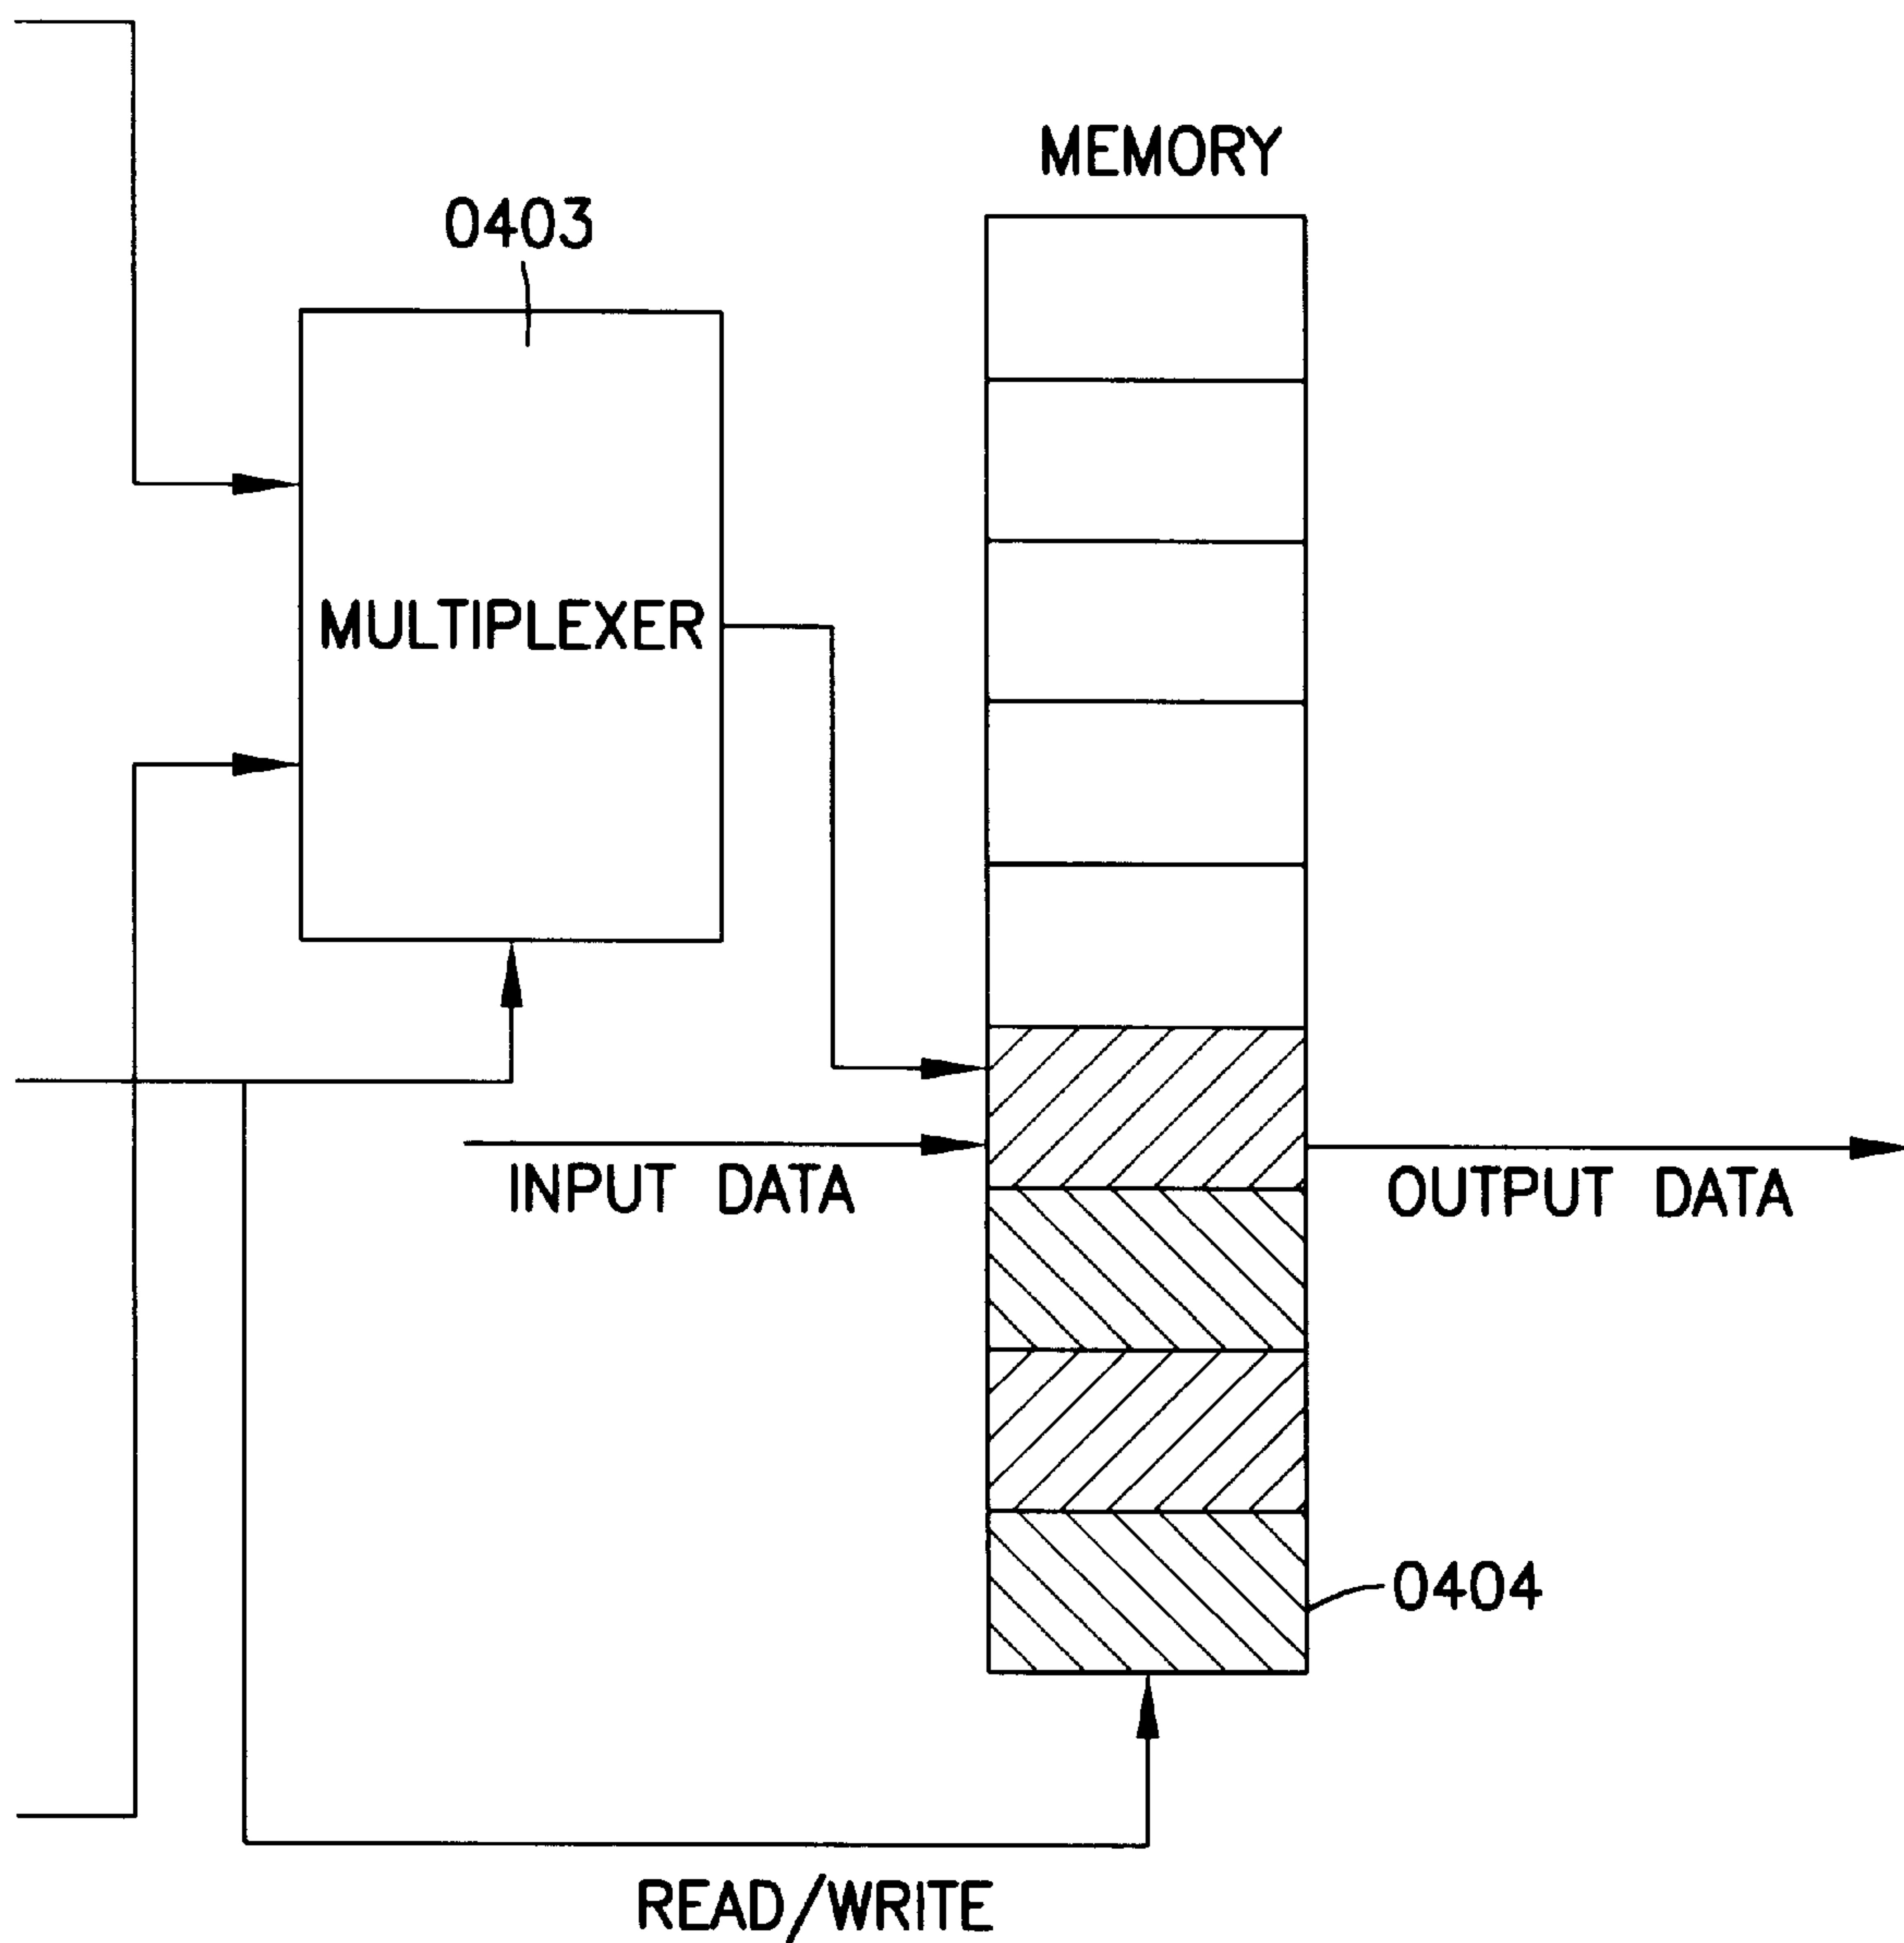 MEMORY
0403
MULTIPLEXER
INPUT DATA
OUTPUT DATA
0404
READ/WRITE